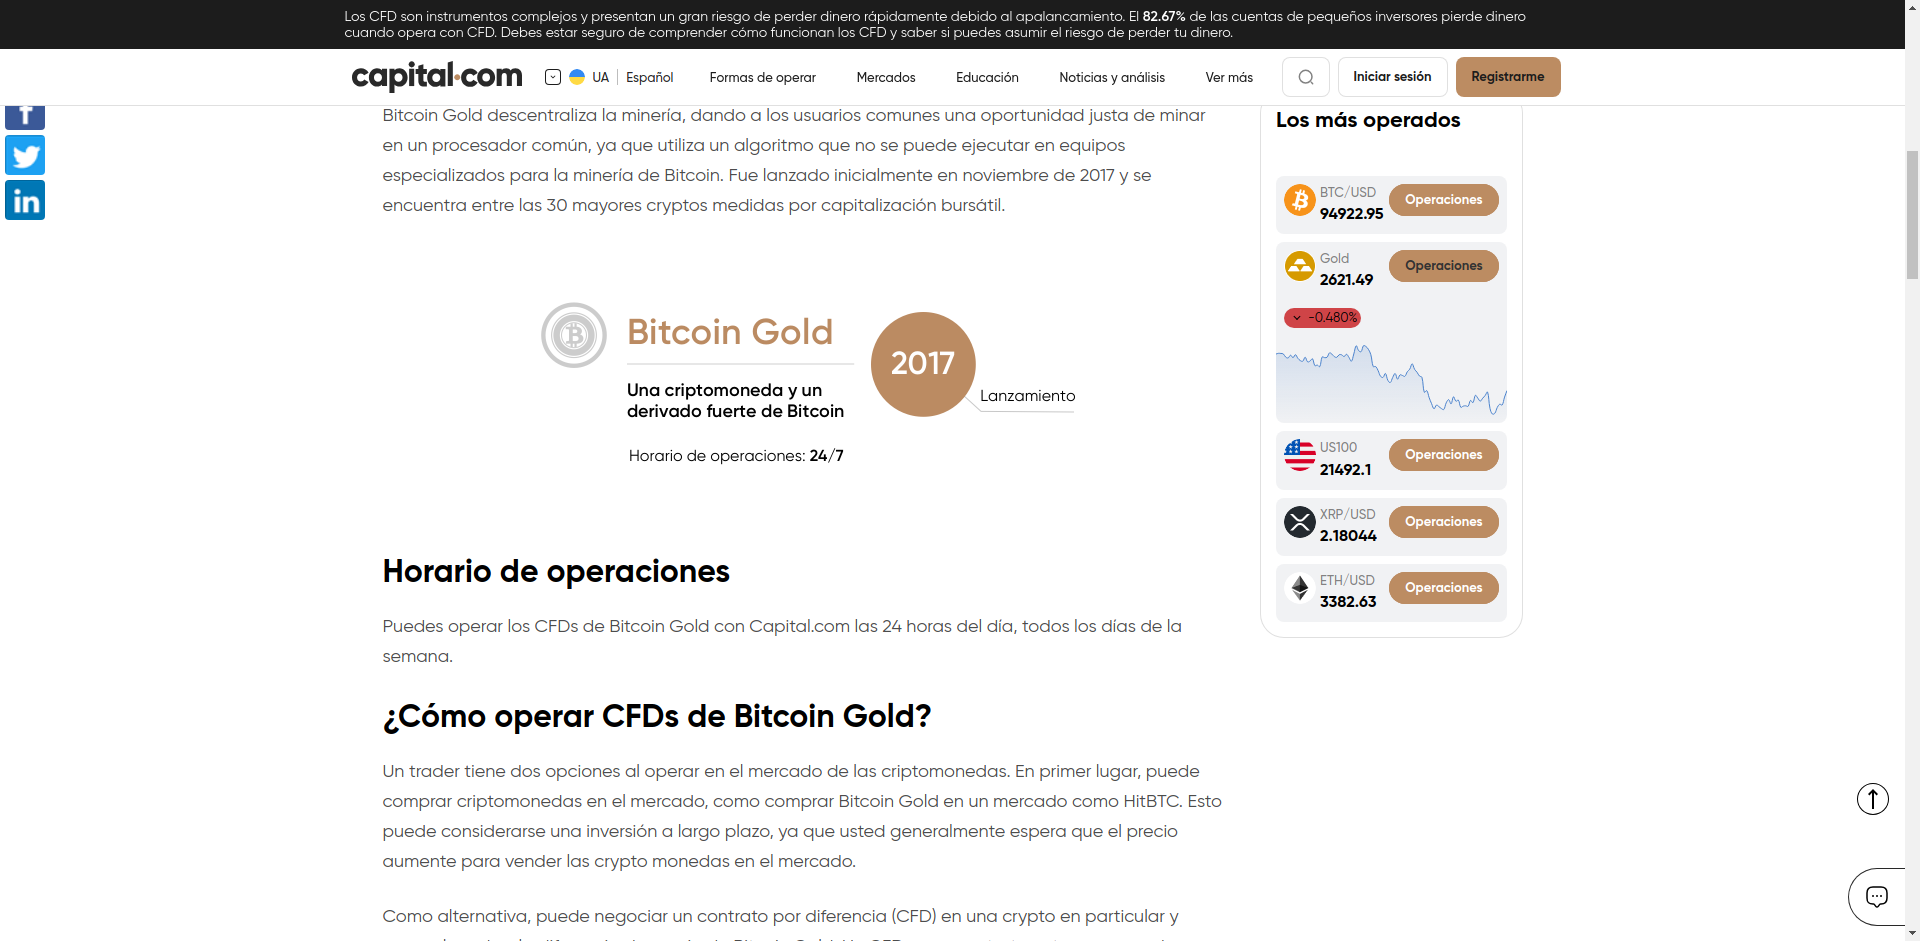 Los CFD son instrumentos complejos y presentan un gran riesgo de perder dinero rápidamente debido al apalancamiento. El 82.67% de las cuentas de pequeños inversores pierde dinero
cuando opera con CFD. Debes estar seguro de comprender cómo funcionan los CFD y saber si puedes asumir el riesgo de perder tu dinero.
capital.com UA Español Formas de operar Mercados Educación Noticias y análisis Ver más Iniciar sesión Registrarme
Bitcoin Gold descentraliza la minería, dando a los usuarios comunes una oportunidad justa de minar
en un procesador común, ya que utiliza un algoritmo que no se puede ejecutar en equipos
especializados para la minería de Bitcoin. Fue lanzado inicialmente en noviembre de 2017 y se
encuentra entre las 30 mayores cryptos medidas por capitalización bursátil.
Bitcoin Gold
Una criptomoneda y un
derivado fuerte de Bitcoin
Horario de operaciones: 24/7
2017
Lanzamiento
Horario de operaciones
Puedes operar los CFDs de Bitcoin Gold con Capital.com las 24 horas del día, todos los días de la
semana.
¿Cómo operar CFDs de Bitcoin Gold?
Un trader tiene dos opciones al operar en el mercado de las criptomonedas. En primer lugar, puede
comprar criptomonedas en el mercado, como comprar Bitcoin Gold en un mercado como HitBTC. Esto
puede considerarse una inversión a largo plazo, ya que usted generalmente espera que el precio
aumente para vender las crypto monedas en el mercado.
Como alternativa, puede negociar un contrato por diferencia (CFD) en una crypto en particular y
Los más operados
BTC/USD
94922.95
Operaciones
Gold
2621.49
Operaciones
-0.480%
US100
21492.1
Operaciones
XRP/USD
2.18044
Operaciones
ETH/USD
3382.63
Operaciones